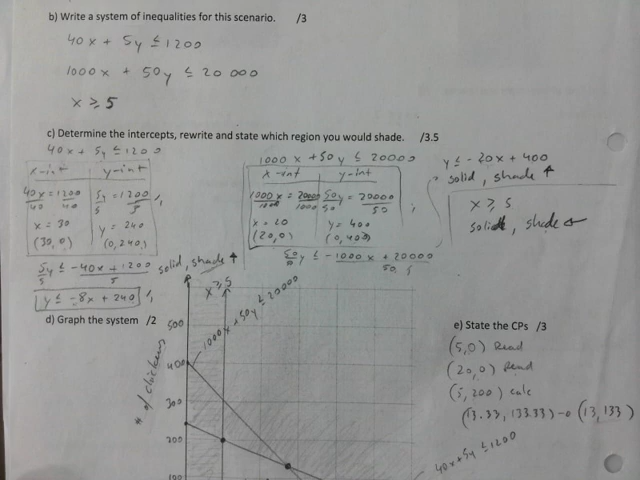 b) Write a system of inequalities for this scenario. /3
40x + 5y ≤ 1200
1000x + 50y ≤ 20 000
x ≥ 5
c) Determine the intercepts, rewrite and state which region you would shade. /3.5
40x + 5y ≤ 1200
x-int y-int
40x = 1200 5y = 1200
40 40 5 5
x = 30 y = 240
(30, 0) (0, 240)
5y ≤ -40x + 1200
5 5
y ≤ -8x + 240
solid, shade ↑
1000x + 50y ≤ 20000
x-int y-int
1000x = 20000 50y = 20000
1000 1000 50 50
x = 20 y = 400
(20, 0) (0, 400)
50y ≤ -1000x + 20000
50
y ≤ -20x + 400
solid, shade ↑
x ≥ 5
solid, shade
d) Graph the system /2
x ≥ 5
1000x + 50y ≤ 20000
# of chickens
500
400
300
200
100
40x + 5y ≤ 1200
e) State the CPs /3
(5, 0) Read
(20, 0) Read
(5, 200) calc
(13.33, 133.33) → (13, 133)